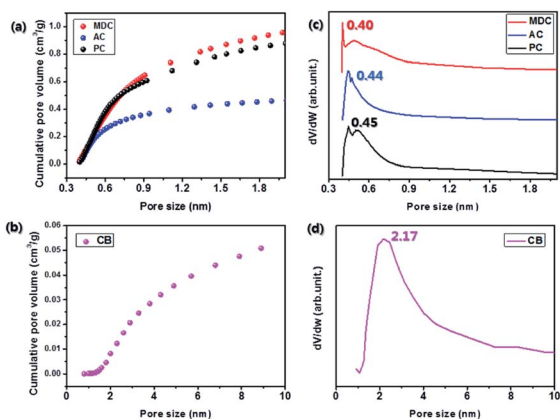 (a)
MDC
AC
PC
Cumulative pore volume (cm³/g)
1.0
0.8
0.6
0.4
0.2
0.0
0.3 0.6 0.9 1.2 1.5 1.8
Pore size (nm)
(c)
0.40
MDC
AC
PC
0.44
0.45
dV/dW (arb.unit.)
0.3 0.6 0.9 1.2 1.5 1.8
Pore size (nm)
(b)
CB
Cumulative pore volume (cm³/g)
0.06
0.05
0.04
0.03
0.02
0.01
0.00
0 2 4 6 8 10
Pore size (nm)
(d)
2.17
CB
dV/dw (arb.unit.)
0 2 4 6 8 10
Pore size (nm)